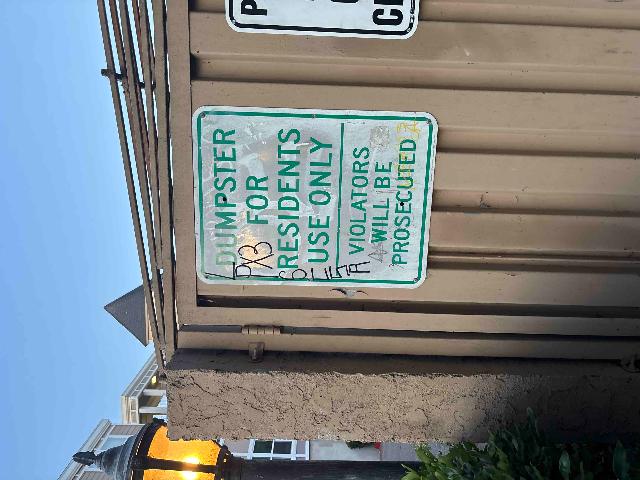 DUMPSTER
FOR
RESIDENTS
USE ONLY
VIOLATORS
WILL BE
PROSECUTED